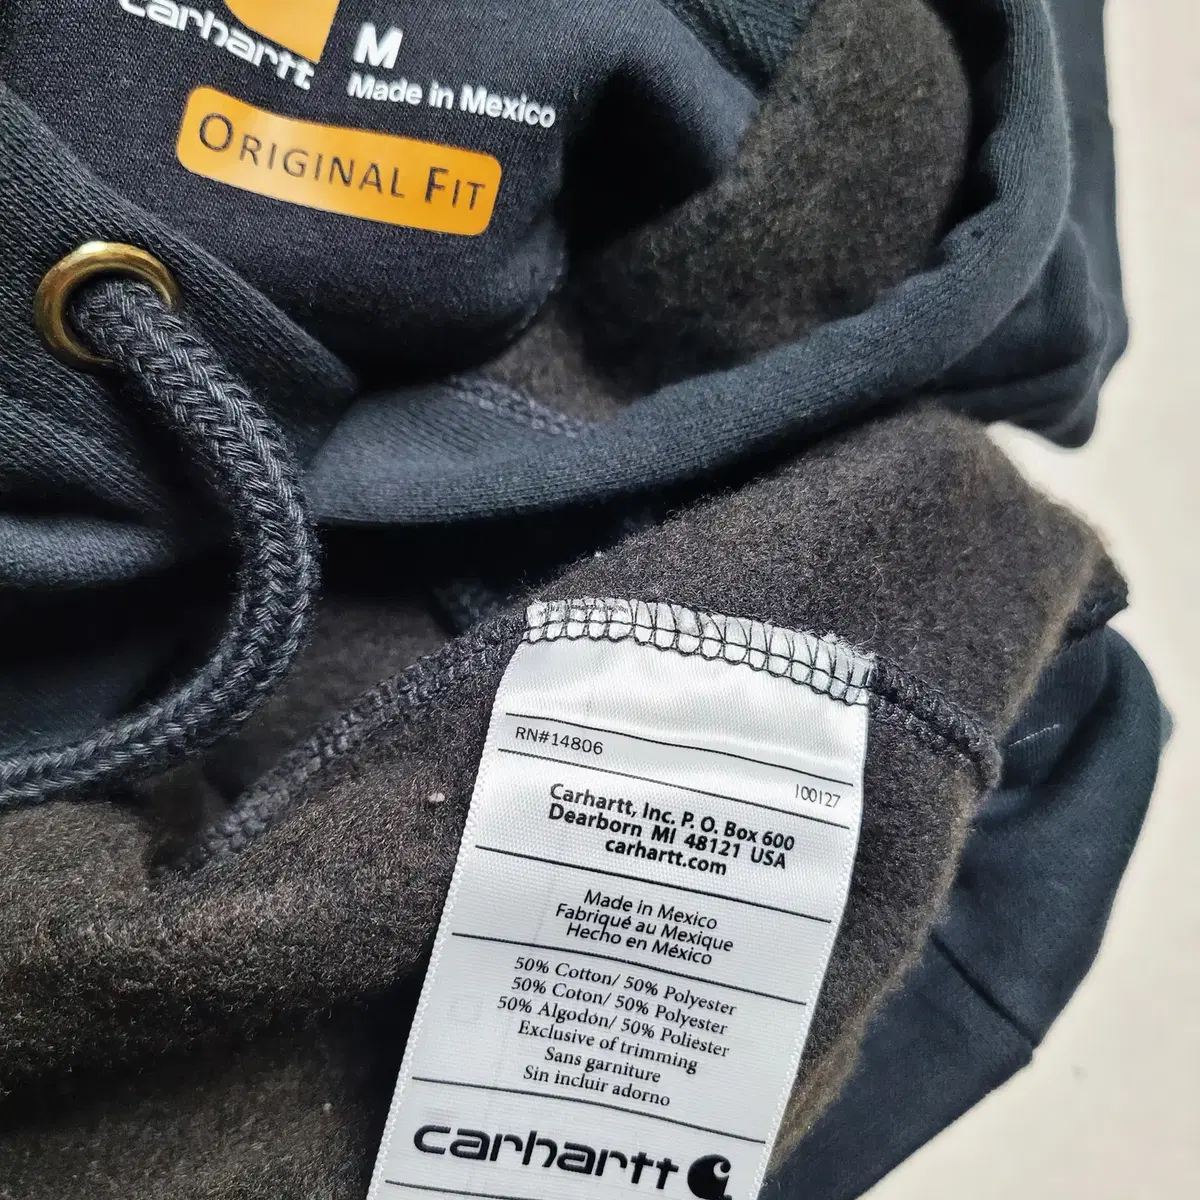 carhartt
M
Made in Mexico
ORIGINAL FIT
RN#14806
100127
Carhartt, Inc. P. O. Box 600
Dearborn MI 48121 USA
carhartt.com
Made in Mexico
Fabriqué au Mexique
Hecho en México
50% Cotton/ 50% Polyester
50% Coton/ 50% Polyester
50% Algodón/ 50% Poliester
Exclusive of trimming
Sans garniture
Sin incluir adorno
carhartt